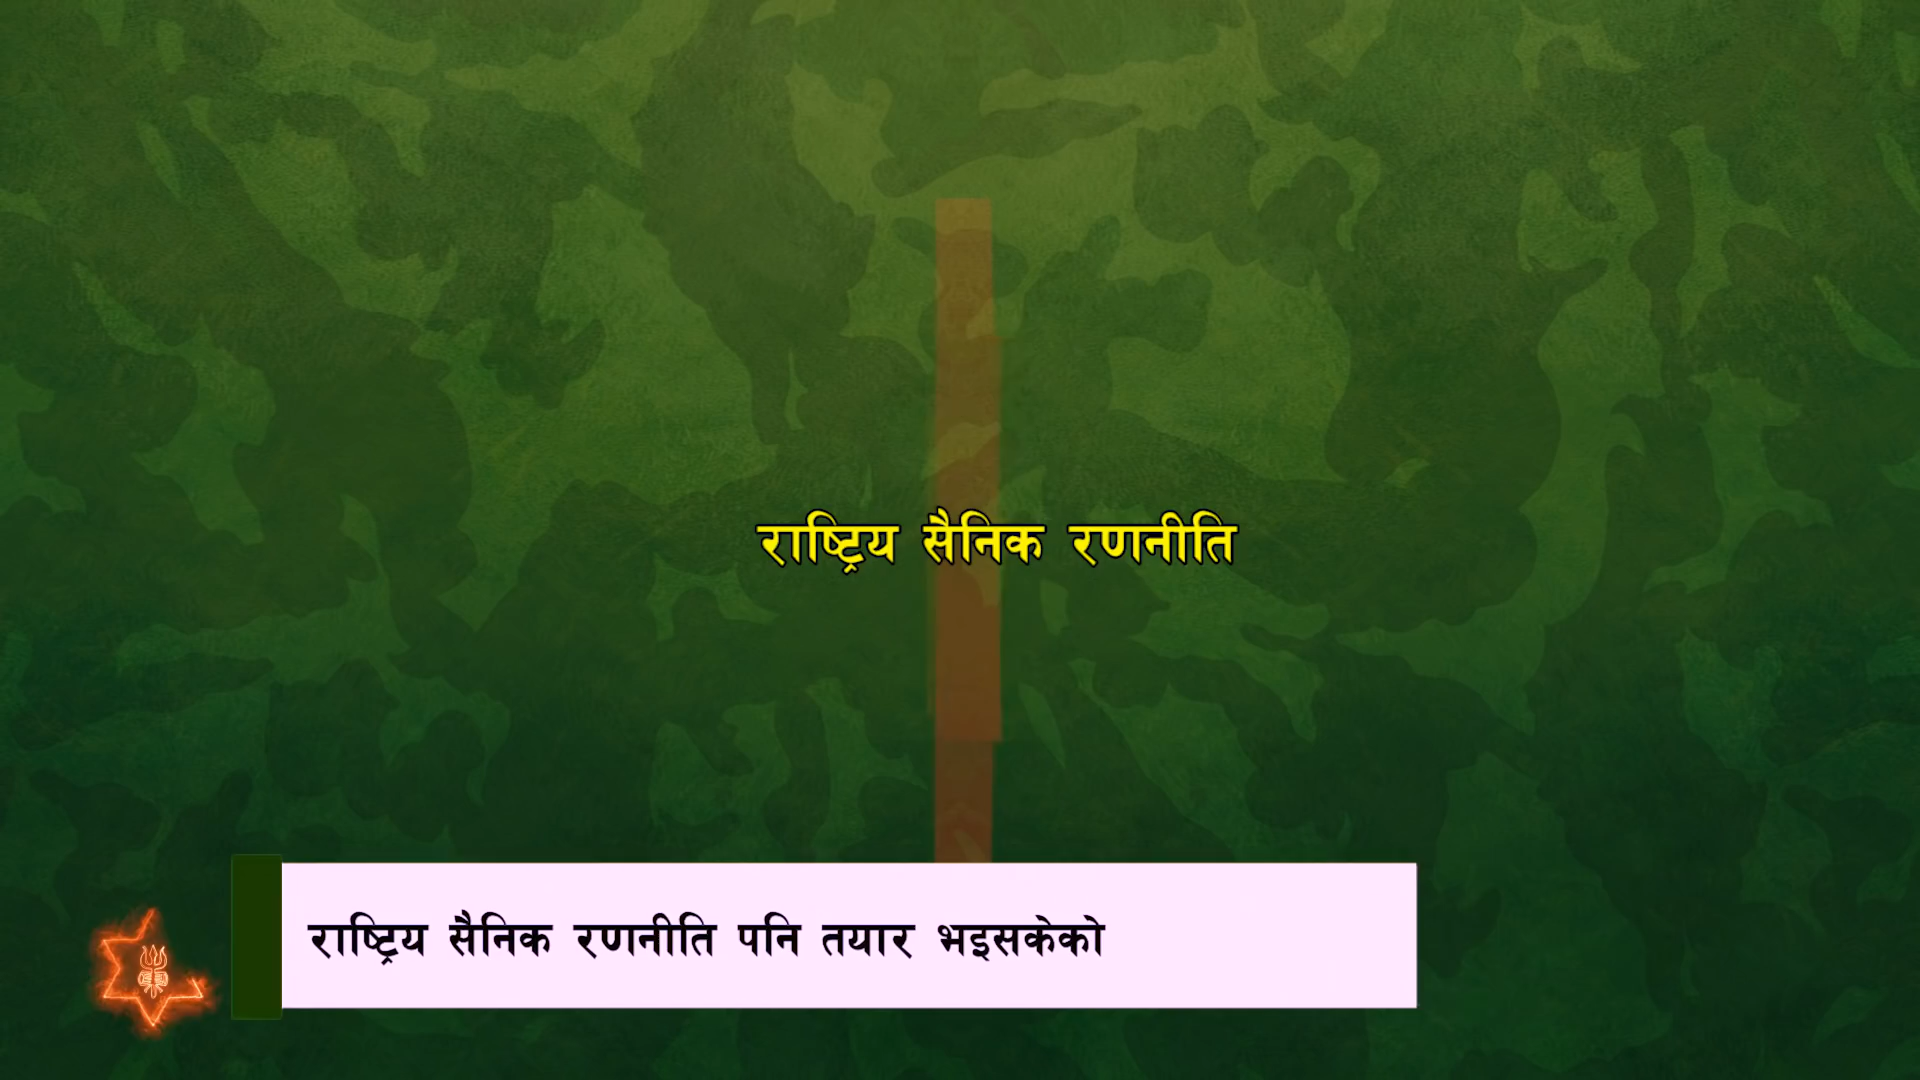 राष्ट्रिय सैनिक रणनीति
राष्ट्रिय सैनिक रणनीति पनि तयार भइसकेको